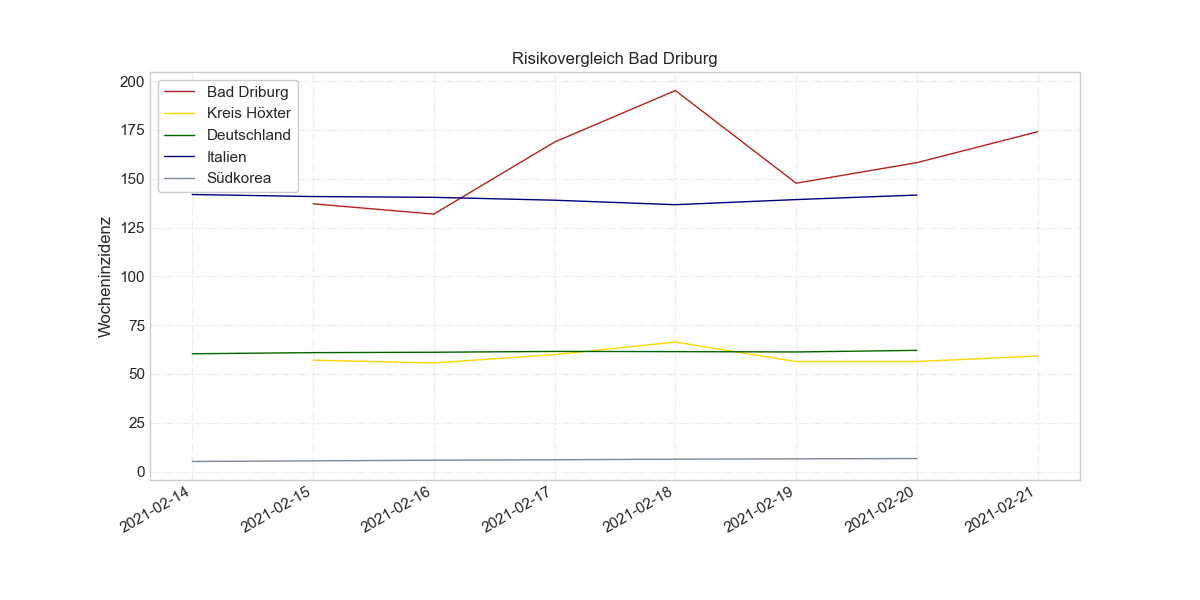 Risikovergleich Bad Driburg
Bad Driburg
Kreis Höxter
Deutschland
Italien
Südkorea
Wocheninzidenz
200
175
150
125
100
75
50
25
0
2021-02-14
2021-02-15
2021-02-16
2021-02-17
2021-02-18
2021-02-19
2021-02-20
2021-02-21